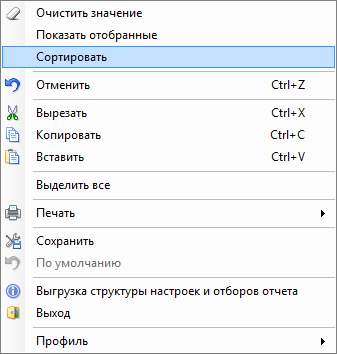 Очистить значение
Показать отобранные
Сортировать
Отменить Ctrl+Z
Вырезать Ctrl+X
Копировать Ctrl+C
Вставить Ctrl+V
Выделить все
Печать
Сохранить
По умолчанию
Выгрузка структуры настроек и отборов отчета
Выход
Профиль